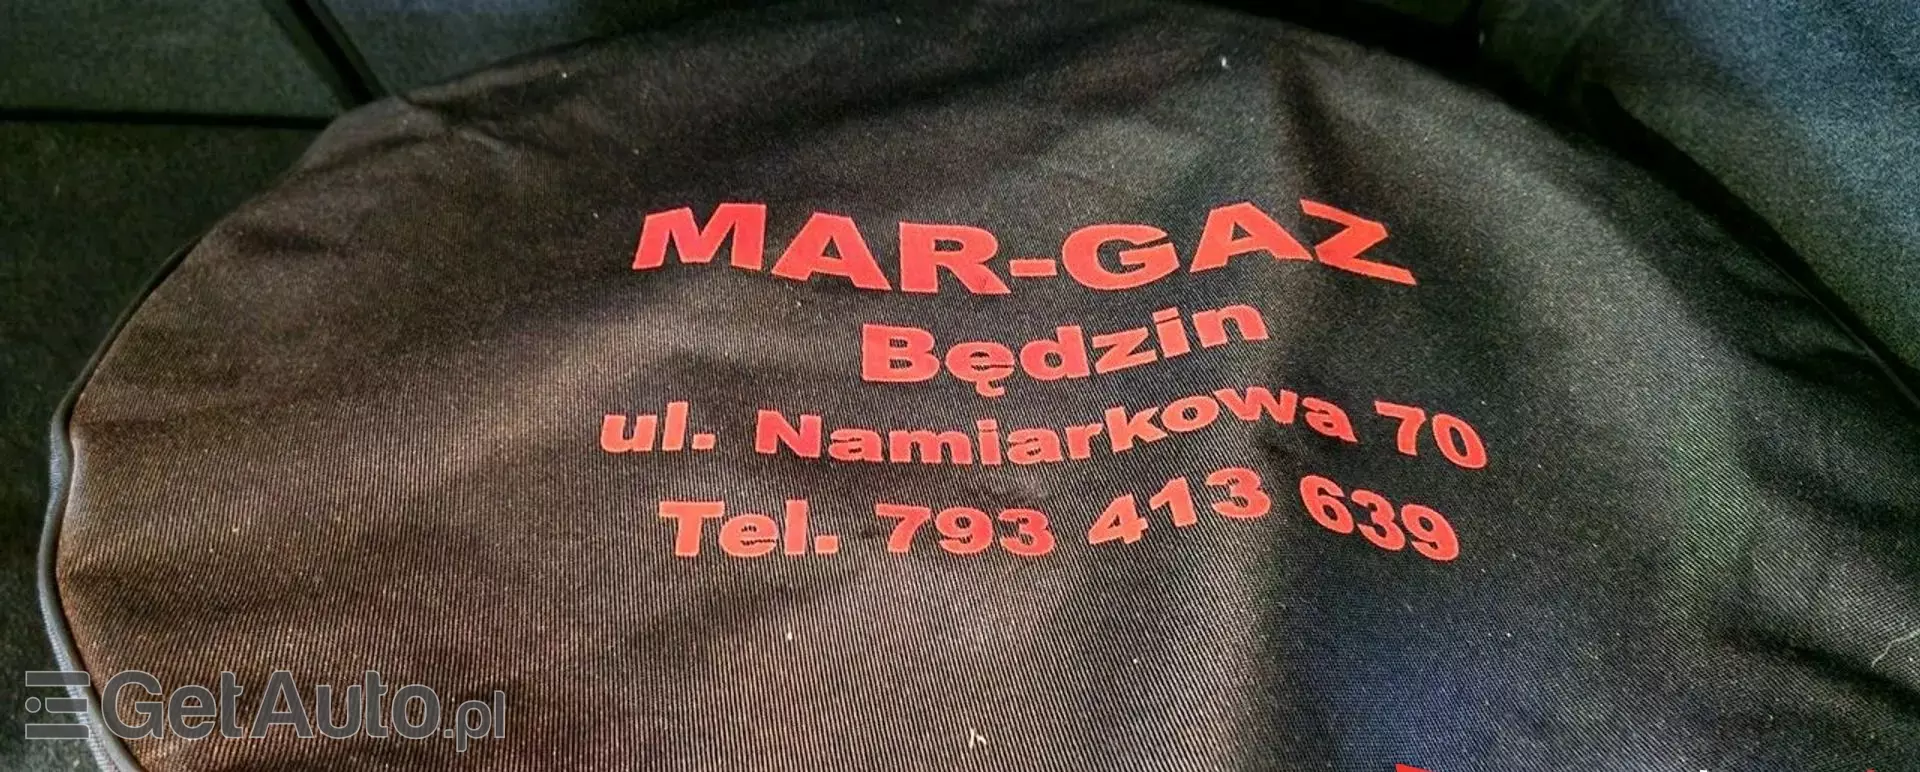 MAR-GAZ
Będzin
ul. Namiarkowa 70
Tel. 793 413 639
GetAuto.pl